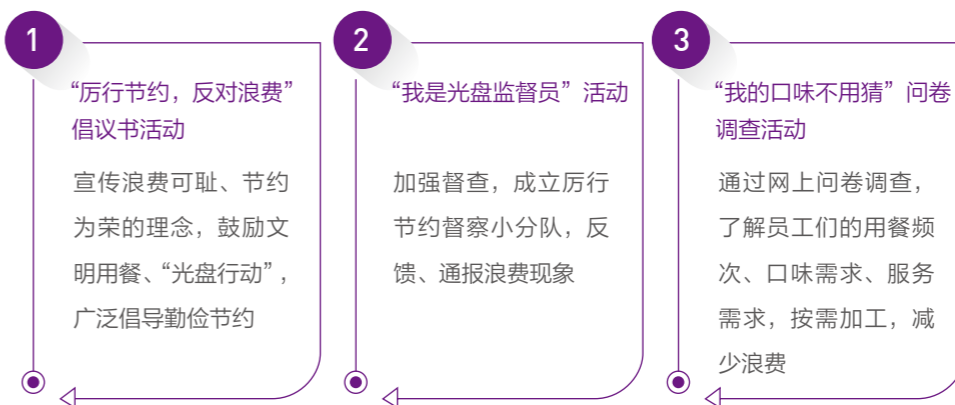 1
“厉行节约，反对浪费”
倡议书活动
宣传浪费可耻、节约
为荣的理念，鼓励文
明用餐、“光盘行动”，
广泛倡导勤俭节约
2
“我是光盘监督员”活动
加强督查，成立厉行
节约督察小分队，反
馈、通报浪费现象
3
“我的口味不用猜”问卷
调查活动
通过网上问卷调查，
了解员工们的用餐频
次、口味需求、服务
需求，按需加工，减
少浪费